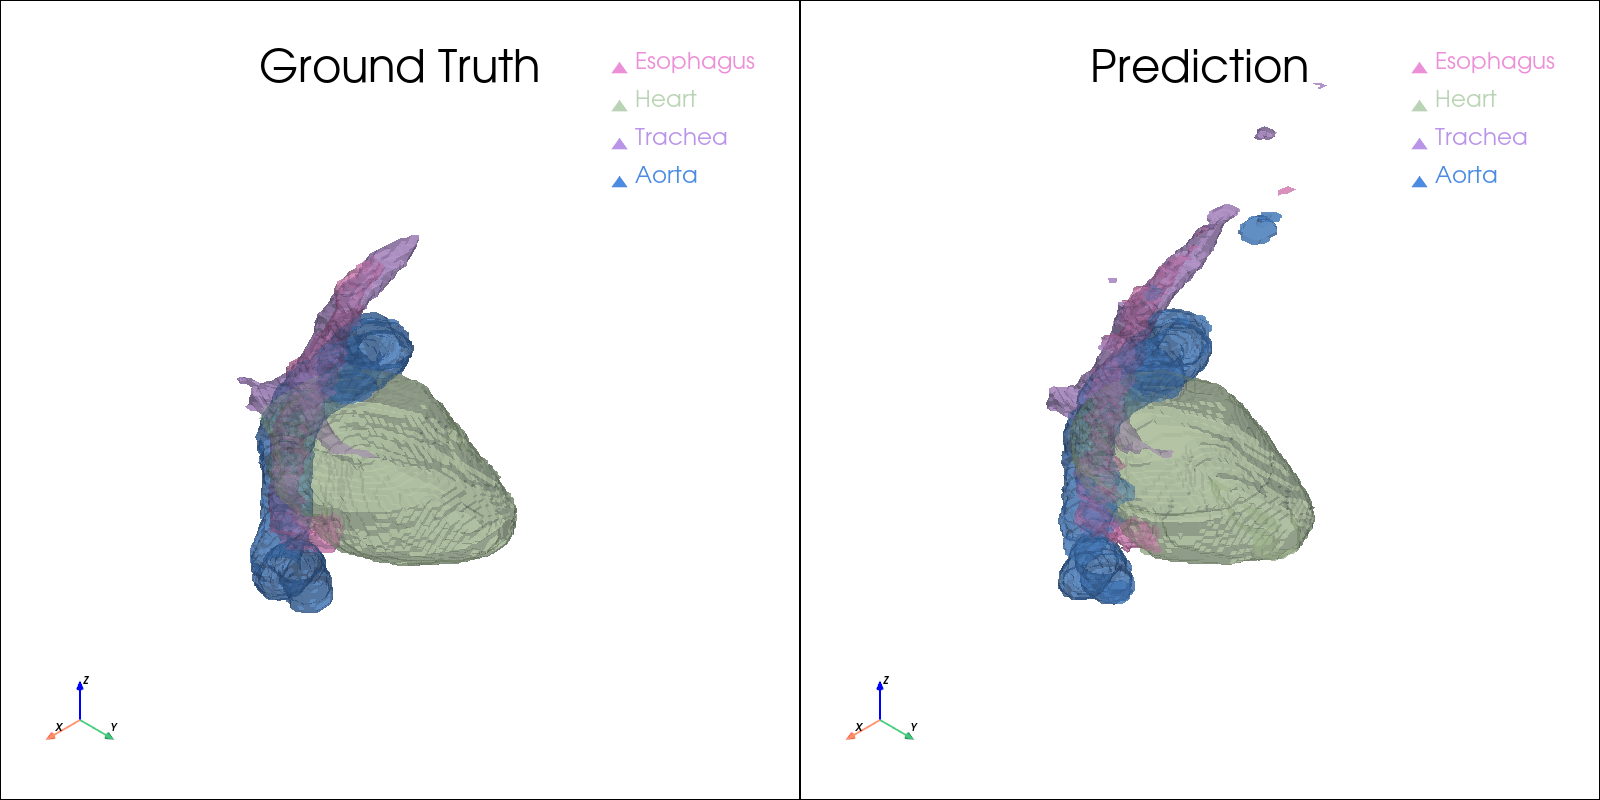 Ground Truth
Esophagus
Heart
Trachea
Aorta
Z
X
Y
Prediction
Esophagus
Heart
Trachea
Aorta
Z
X
Y